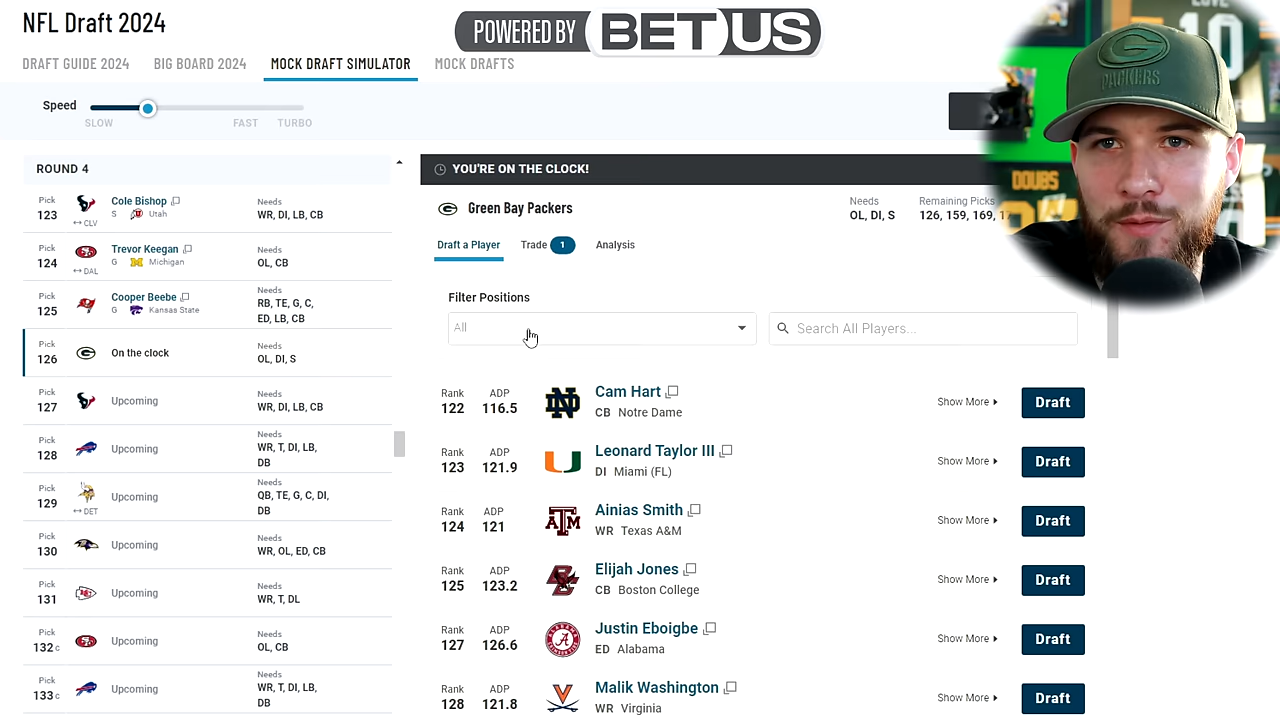 NFL Draft 2024
POWERED BY BETUS
DRAFT GUIDE 2024 BIG BOARD 2024 MOCK DRAFT SIMULATOR MOCK DRAFTS
Speed
SLOW FAST TURBO
ROUND 4
Pick 123 Cole Bishop Needs
S Utah WR, DI, LB, CB
↔ CLV
Pick 124 Trevor Keegan Needs
G Michigan OL, CB
↔ DAL
Pick 125 Cooper Beebe Needs
G Kansas State RB, TE, G, C,
ED, LB, CB
Pick 126 On the clock Needs
OL, DI, S
Pick 127 Upcoming Needs
WR, DI, LB, CB
Pick 128 Upcoming Needs
WR, T, DI, LB,
DB
Pick 129 Upcoming Needs
QB, TE, G, C, DI,
DB
↔ DET
Pick 130 Upcoming Needs
WR, OL, ED, CB
Pick 131 Upcoming Needs
WR, T, DL
Pick 132 c Upcoming Needs
OL, CB
Pick 133 c Upcoming Needs
WR, T, DI, LB,
DB
YOU'RE ON THE CLOCK!
Green Bay Packers
Needs
OL, DI, S
Remaining Picks
126, 159, 169,
Draft a Player Trade 1 Analysis
Filter Positions
All
Search All Players...
Rank 122 ADP 116.5 Cam Hart Show More Draft
CB Notre Dame
Rank 123 ADP 121.9 Leonard Taylor III Show More Draft
DI Miami (FL)
Rank 124 ADP 121 Ainias Smith Show More Draft
WR Texas A&M
Rank 125 ADP 123.2 Elijah Jones Show More Draft
CB Boston College
Rank 127 ADP 126.6 Justin Eboigbe Show More Draft
ED Alabama
Rank 128 ADP 121.8 Malik Washington Show More Draft
WR Virginia
LOVE
10
G
PACKERS
DOUBS